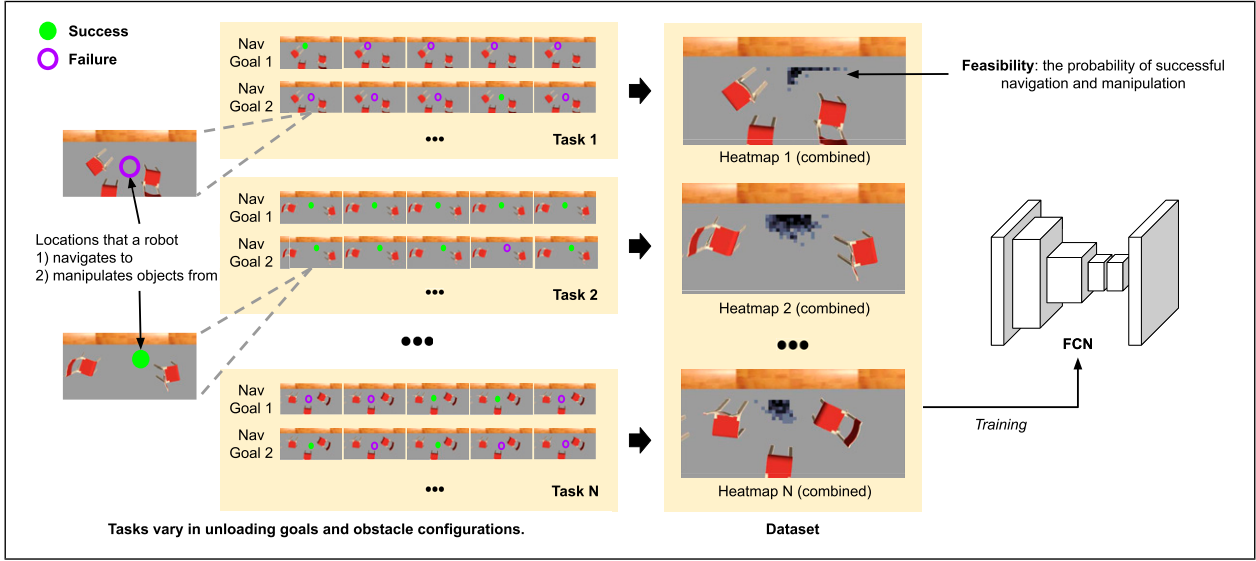 Success
Failure
Nav
Goal 1
Nav
Goal 2
•••
Task 1
Nav
Goal 1
Nav
Goal 2
•••
Task 2
•••
Nav
Goal 1
Nav
Goal 2
•••
Task N
Locations that a robot
1) navigates to
2) manipulates objects from
Tasks vary in unloading goals and obstacle configurations.
Heatmap 1 (combined)
Heatmap 2 (combined)
•••
Heatmap N (combined)
Dataset
Feasibility: the probability of successful
navigation and manipulation
FCN
Training